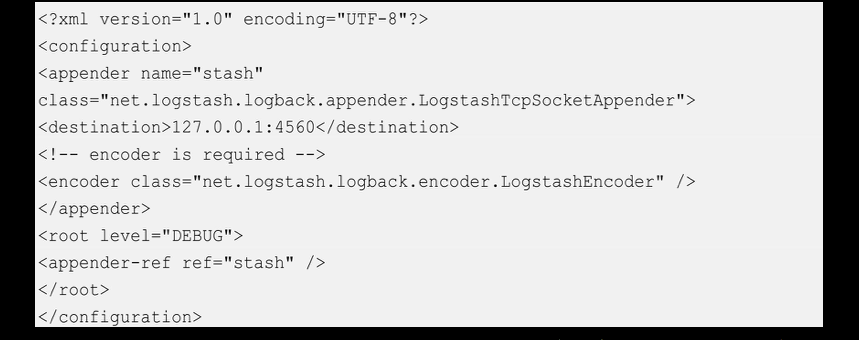 <?xml version="1.0" encoding="UTF-8"?>
<configuration>
<appender name="stash"
class="net.logstash.logback.appender.LogstashTcpSocketAppender">
<destination>127.0.0.1:4560</destination>
<!-- encoder is required -->
<encoder class="net.logstash.logback.encoder.LogstashEncoder" />
</appender>
<root level="DEBUG">
<appender-ref ref="stash" />
</root>
</configuration>